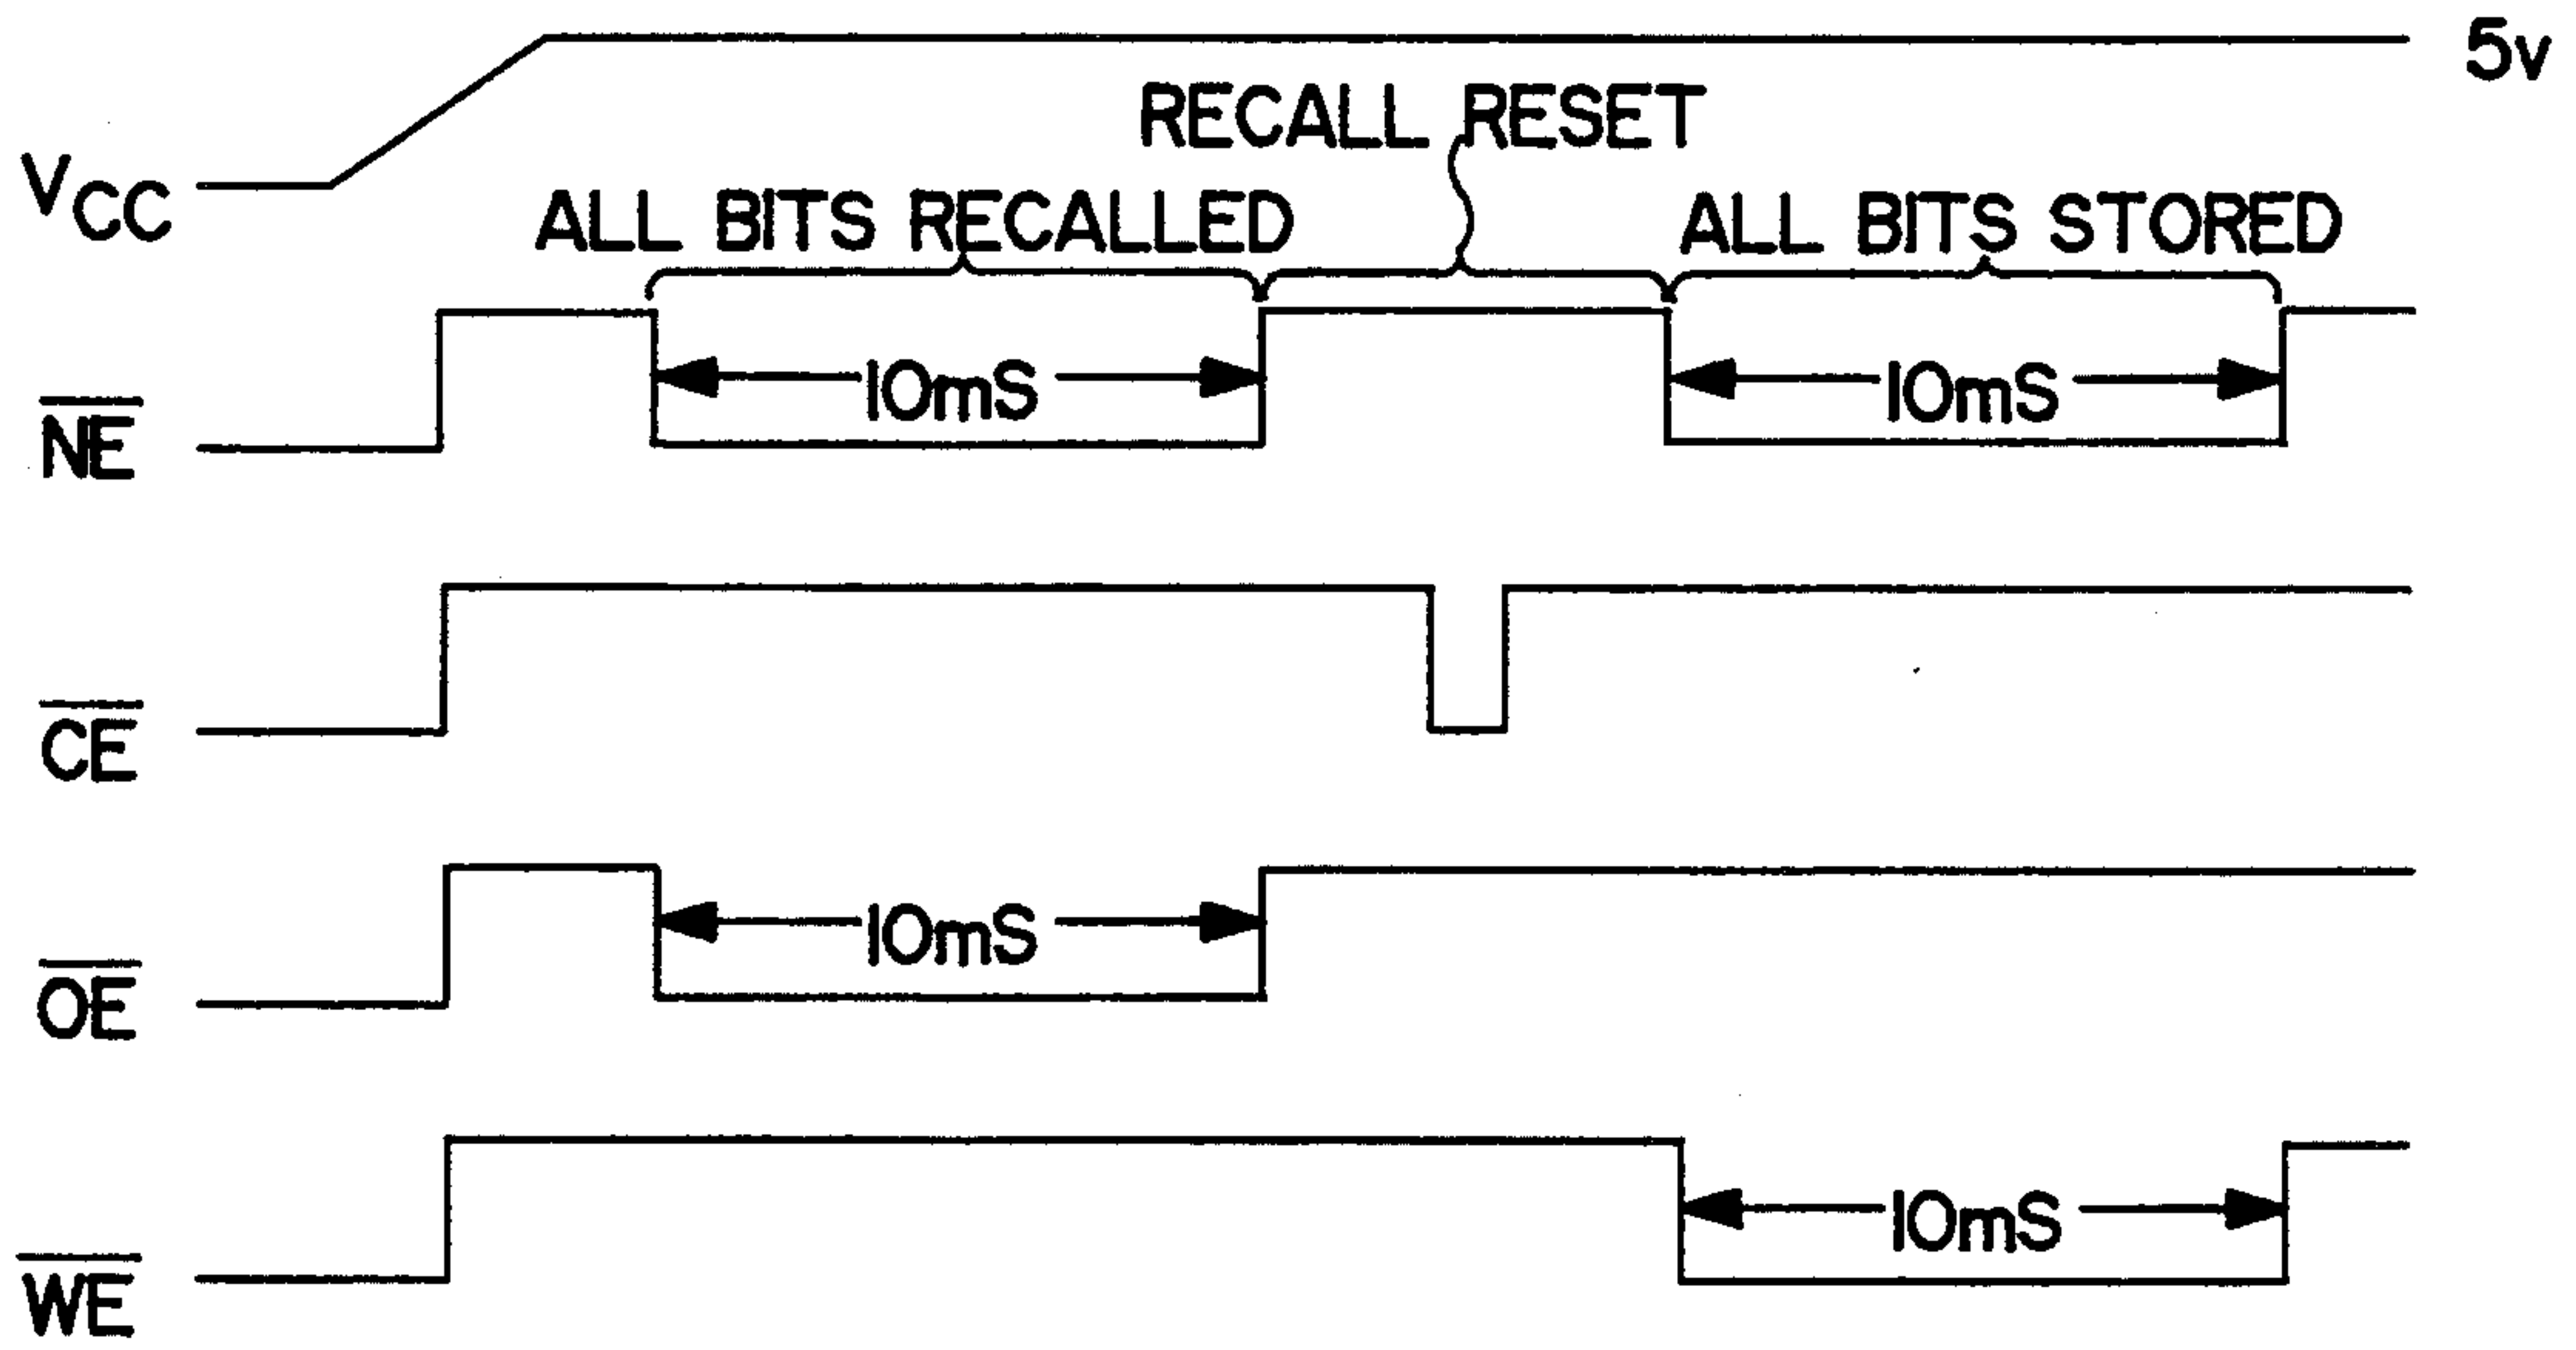 5v
RECALL RESET
VCC
ALL BITS RECALLED
ALL BITS STORED
10mS
10mS
NE
CE
10mS
OE
10mS
WE